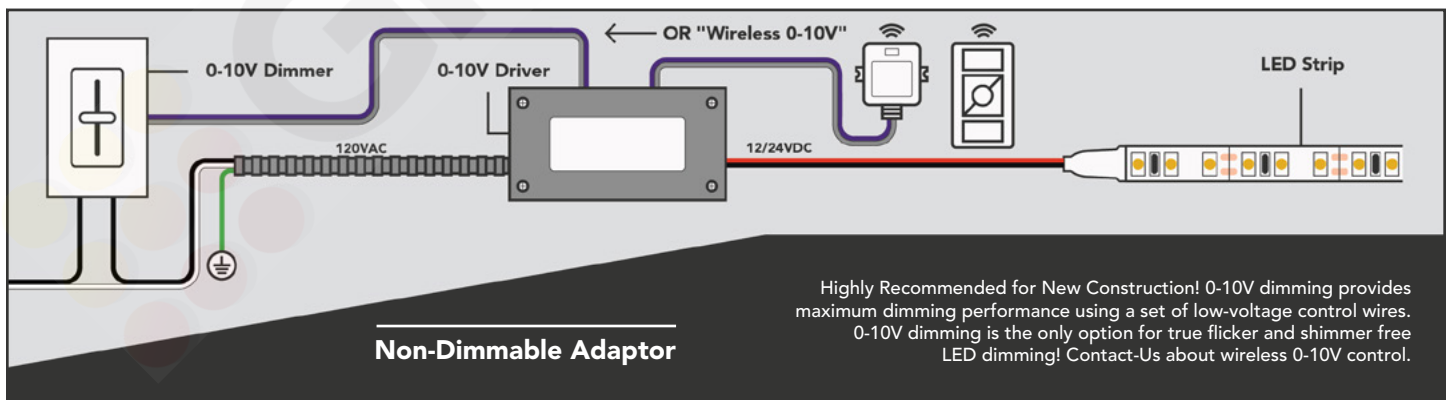 OR "Wireless 0-10V"
0-10V Dimmer
0-10V Driver
LED Strip
120VAC
12/24VDC
Highly Recommended for New Construction! 0-10V dimming provides
maximum dimming performance using a set of low-voltage control wires.
0-10V dimming is the only option for true flicker and shimmer free
LED dimming! Contact-Us about wireless 0-10V control.
Non-Dimmable Adaptor